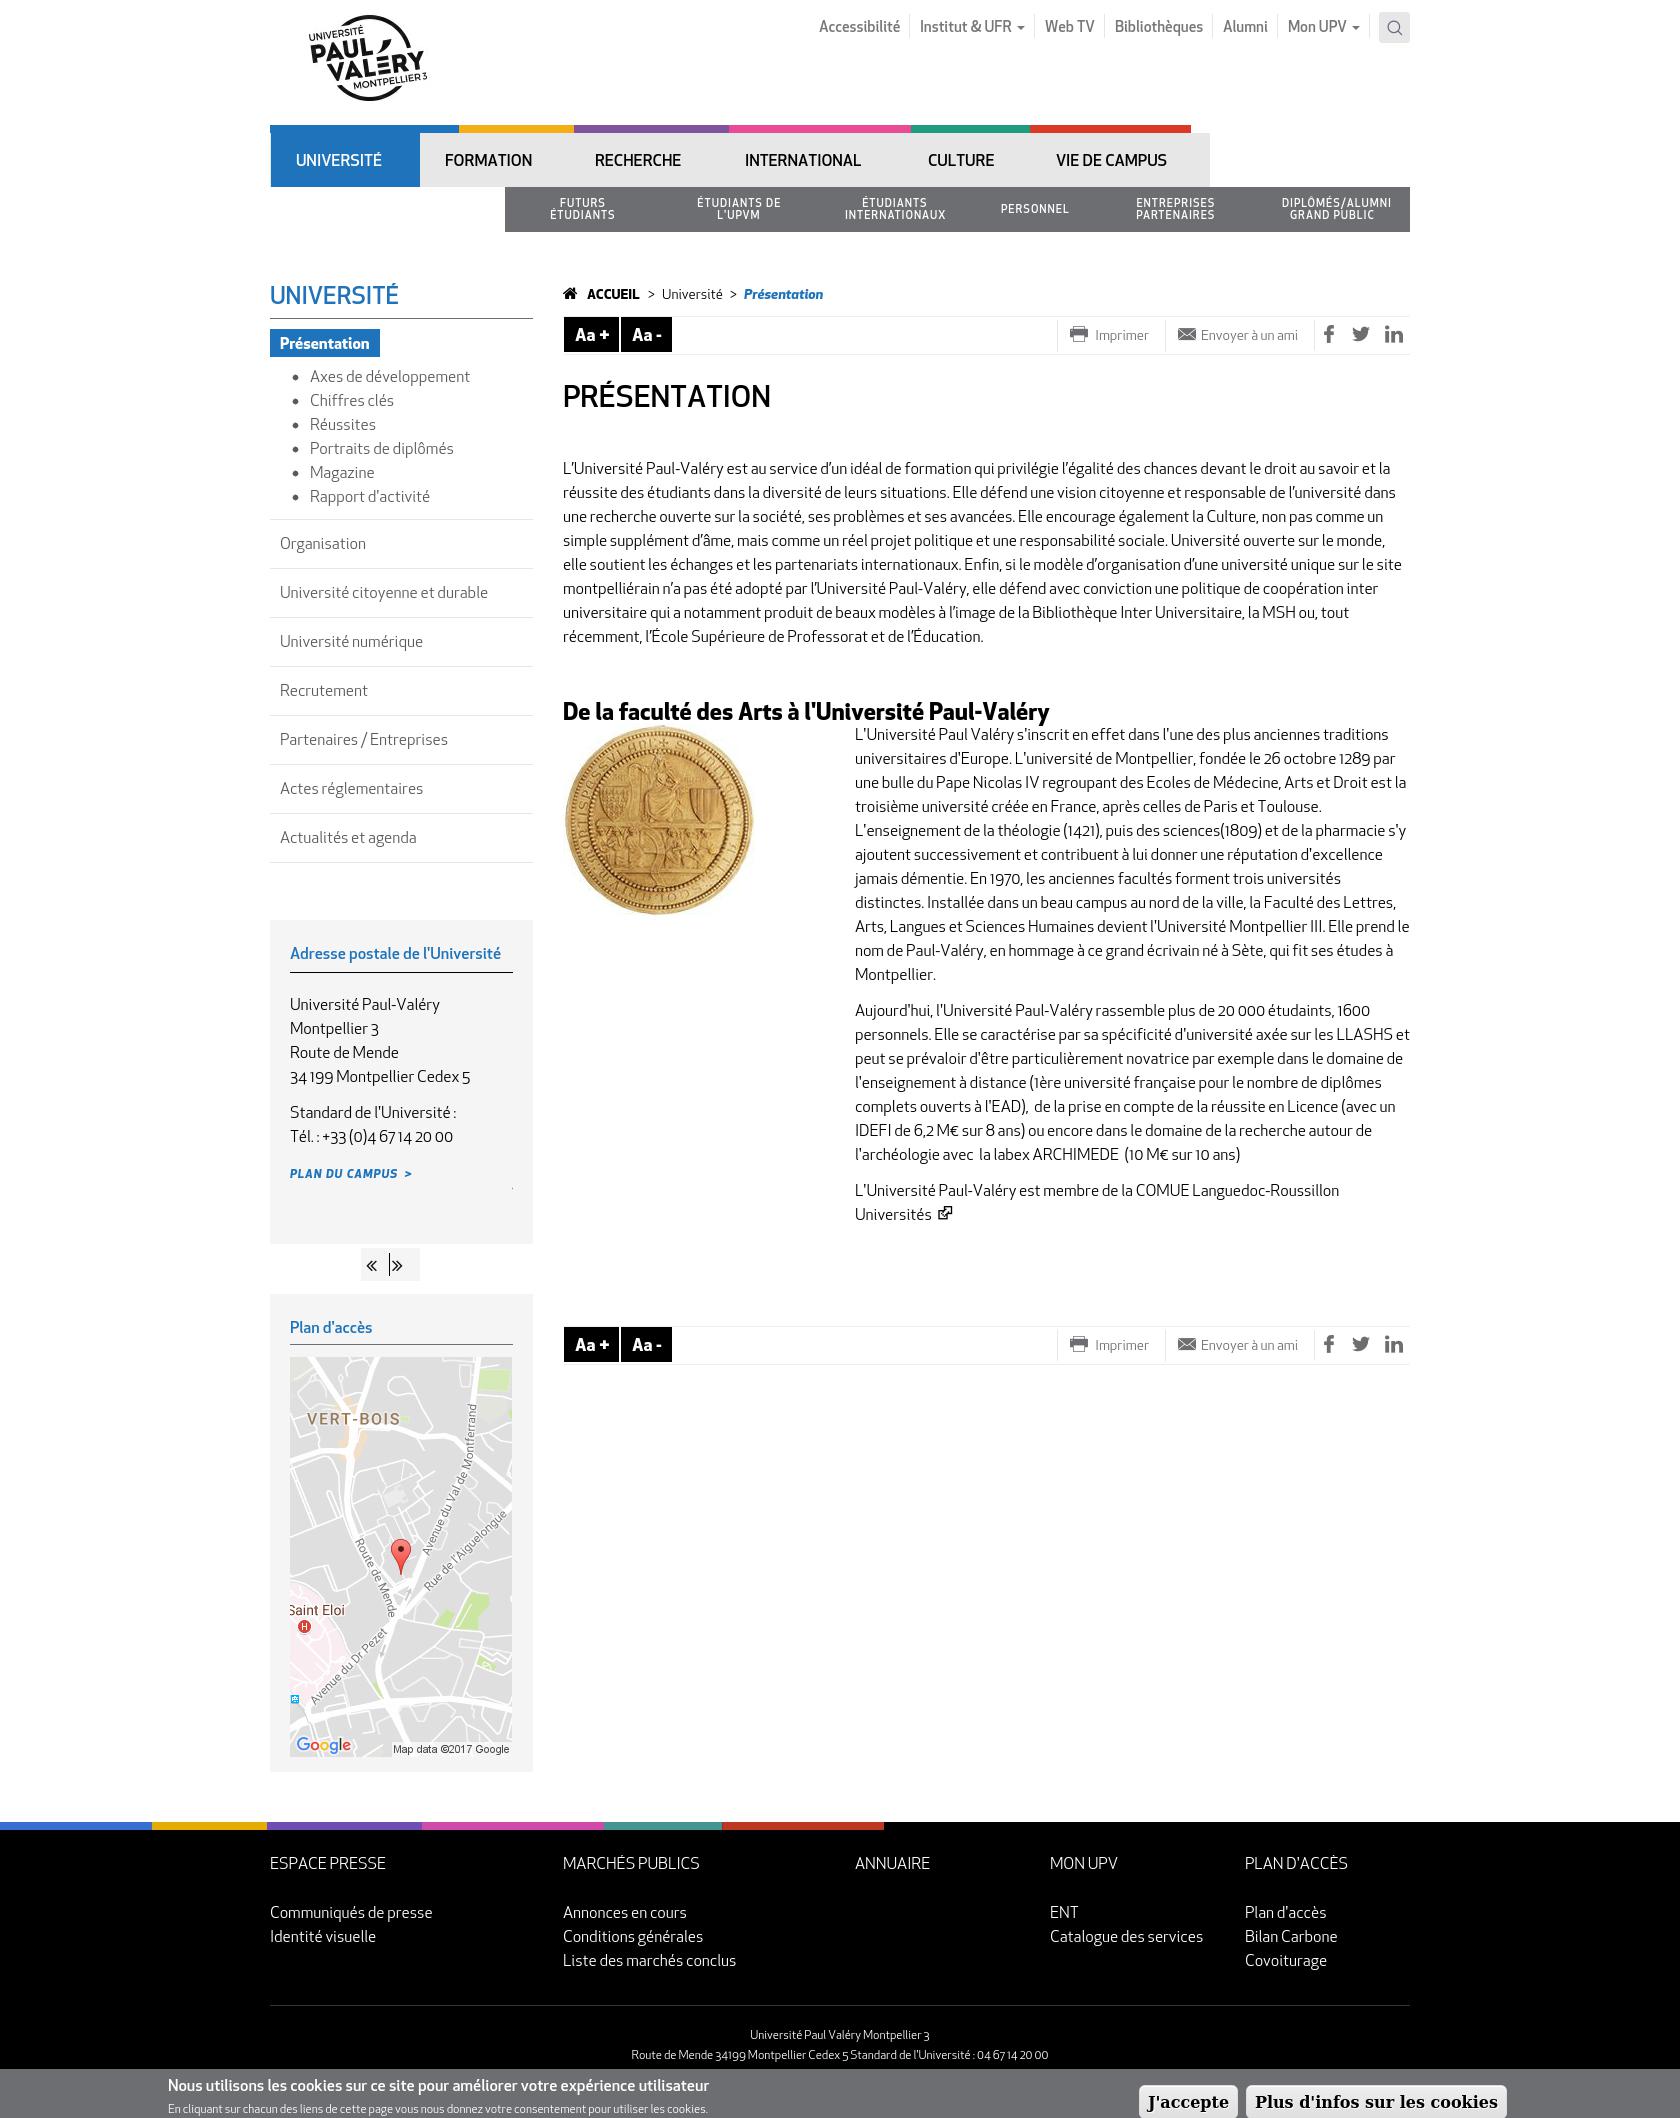 UNIVERSITÉ
PAUL
VALÉRY
MONTPELLIER 3
Accessibilité
Institut & UFR
Web TV
Bibliothèques
Alumni
Mon UPV
UNIVERSITÉ
FORMATION
RECHERCHE
INTERNATIONAL
CULTURE
VIE DE CAMPUS
FUTURS
ÉTUDIANTS
ÉTUDIANTS DE
L'UPVM
ÉTUDIANTS
INTERNATIONAUX
PERSONNEL
ENTREPRISES
PARTENAIRES
DIPLÔMÉS/ALUMNI
GRAND PUBLIC
UNIVERSITÉ
Présentation
Axes de développement
Chiffres clés
Réussites
Portraits de diplômés
Magazine
Rapport d'activité
Organisation
Université citoyenne et durable
Université numérique
Recrutement
Partenaires / Entreprises
Actes réglementaires
Actualités et agenda
Adresse postale de l'Université
Université Paul-Valéry
Montpellier 3
Route de Mende
34 199 Montpellier Cedex 5
Standard de l'Université :
Tél. : +33 (0)4 67 14 20 00
PLAN DU CAMPUS >
« »
Plan d'accès
VERT-BOIS
Avenue du Val de Montferrand
Rue de l'Aiguelongue
Route de Mende
Saint Eloi
H
Avenue du Dr Pezet
Google
Map data ©2017 Google
ACCUEIL > Université > Présentation
Aa + Aa -
Imprimer
Envoyer à un ami
PRÉSENTATION
L’Université Paul-Valéry est au service d’un idéal de formation qui privilégie l’égalité des chances devant le droit au savoir et la
réussite des étudiants dans la diversité de leurs situations. Elle défend une vision citoyenne et responsable de l’université dans
une recherche ouverte sur la société, ses problèmes et ses avancées. Elle encourage également la Culture, non pas comme un
simple supplément d’âme, mais comme un réel projet politique et une responsabilité sociale. Université ouverte sur le monde,
elle soutient les échanges et les partenariats internationaux. Enfin, si le modèle d’organisation d’une université unique sur le site
montpelliérain n’a pas été adopté par l’Université Paul-Valéry, elle défend avec conviction une politique de coopération inter
universitaire qui a notamment produit de beaux modèles à l’image de la Bibliothèque Inter Universitaire, la MSH ou, tout
récemment, l’École Supérieure de Professorat et de l’Éducation.
De la faculté des Arts à l'Université Paul-Valéry
L'Université Paul Valéry s'inscrit en effet dans l'une des plus anciennes traditions
universitaires d'Europe. L'université de Montpellier, fondée le 26 octobre 1289 par
une bulle du Pape Nicolas IV regroupant des Ecoles de Médecine, Arts et Droit est la
troisième université créée en France, après celles de Paris et Toulouse.
L'enseignement de la théologie (1421), puis des sciences(1809) et de la pharmacie s'y
ajoutent successivement et contribuent à lui donner une réputation d'excellence
jamais démentie. En 1970, les anciennes facultés forment trois universités
distinctes. Installée dans un beau campus au nord de la ville, la Faculté des Lettres,
Arts, Langues et Sciences Humaines devient l'Université Montpellier III. Elle prend le
nom de Paul-Valéry, en hommage à ce grand écrivain né à Sète, qui fit ses études à
Montpellier.
Aujourd'hui, l'Université Paul-Valéry rassemble plus de 20 000 étudaints, 1600
personnels. Elle se caractérise par sa spécificité d'université axée sur les LLASHS et
peut se prévaloir d'être particulièrement novatrice par exemple dans le domaine de
l'enseignement à distance (1ère université française pour le nombre de diplômes
complets ouverts à l'EAD), de la prise en compte de la réussite en Licence (avec un
IDEFI de 6,2 M€ sur 8 ans) ou encore dans le domaine de la recherche autour de
l'archéologie avec la labex ARCHIMEDE (10 M€ sur 10 ans)
L'Université Paul-Valéry est membre de la COMUE Languedoc-Roussillon
Universités
Aa + Aa -
Imprimer
Envoyer à un ami
ESPACE PRESSE
Communiqués de presse
Identité visuelle
MARCHÉS PUBLICS
Annonces en cours
Conditions générales
Liste des marchés conclus
ANNUAIRE
MON UPV
ENT
Catalogue des services
PLAN D'ACCÈS
Plan d'accès
Bilan Carbone
Covoiturage
Université Paul Valéry Montpellier 3
Route de Mende 34199 Montpellier Cedex 5 Standard de l'Université : 04 67 14 20 00
Nous utilisons les cookies sur ce site pour améliorer votre expérience utilisateur
En cliquant sur chacun des liens de cette page vous nous donnez votre consentement pour utiliser les cookies.
J'accepte
Plus d'infos sur les cookies